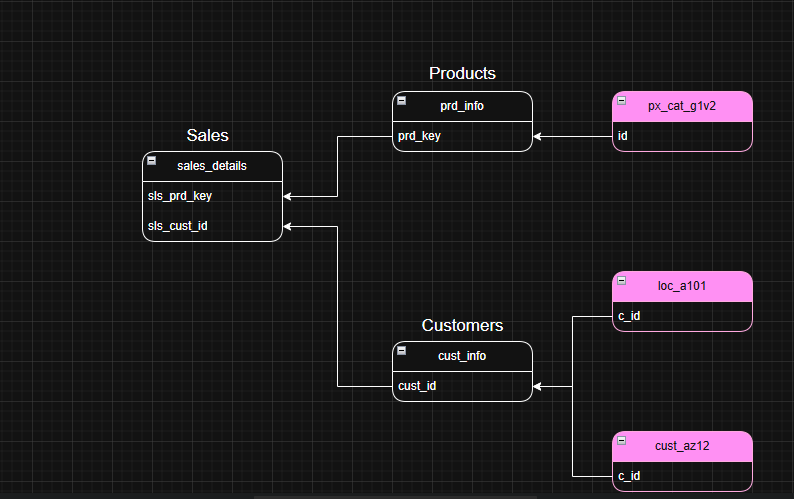 Products
prd_info
prd_key
px_cat_g1v2
id
Sales
sales_details
sls_prd_key
sls_cust_id
loc_a101
c_id
Customers
cust_info
cust_id
cust_az12
c_id